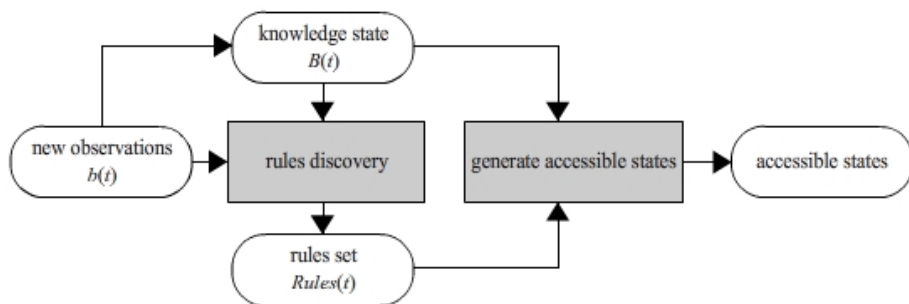 knowledge state
B(t)
new observations
b(t)
rules discovery
generate accessible states
accessible states
rules set
Rules(t)